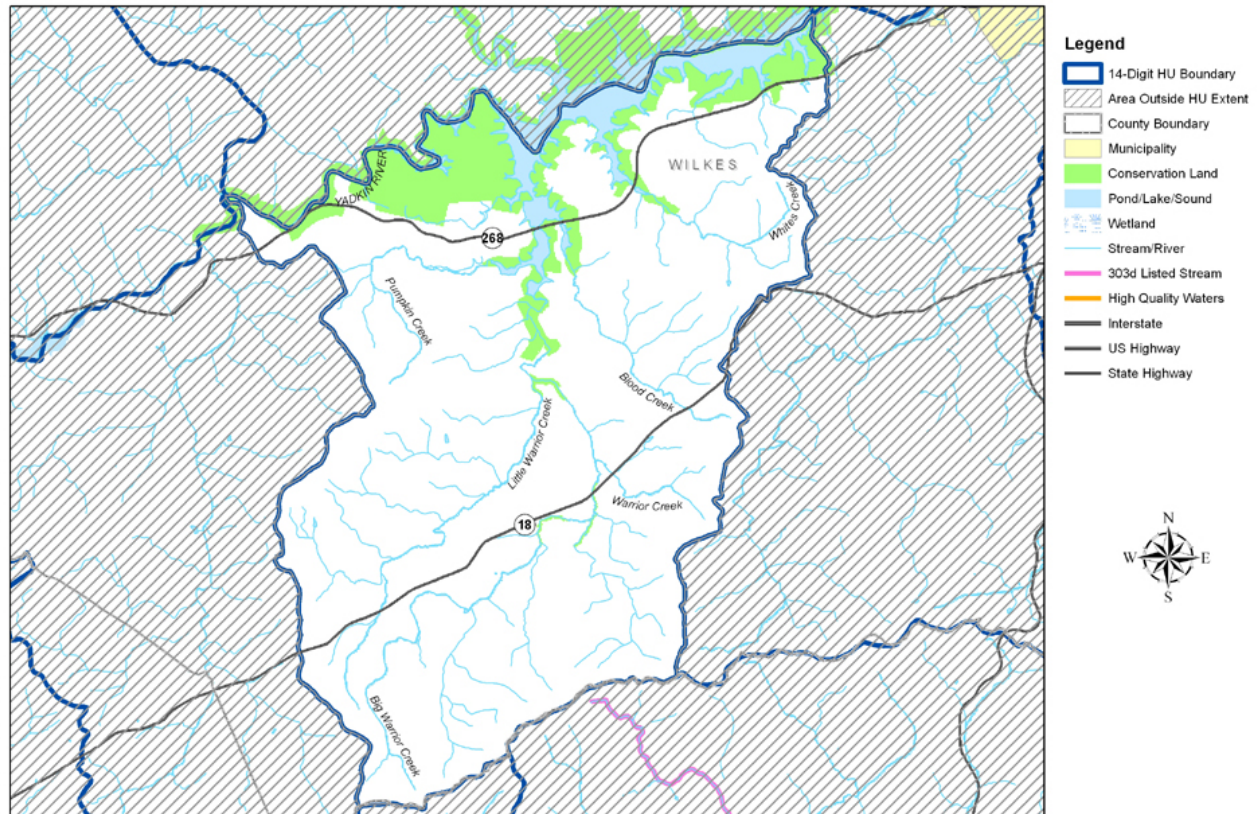 WILKES
YADKIN RIVER
Whites Creek
268
Pumpkin Creek
Blood Creek
Little Warrior Creek
Warrior Creek
18
Big Warrior Creek
Legend
14-Digit HU Boundary
Area Outside HU Extent
County Boundary
Municipality
Conservation Land
Pond/Lake/Sound
Wetland
Stream/River
303d Listed Stream
High Quality Waters
Interstate
US Highway
State Highway
N
W E
S